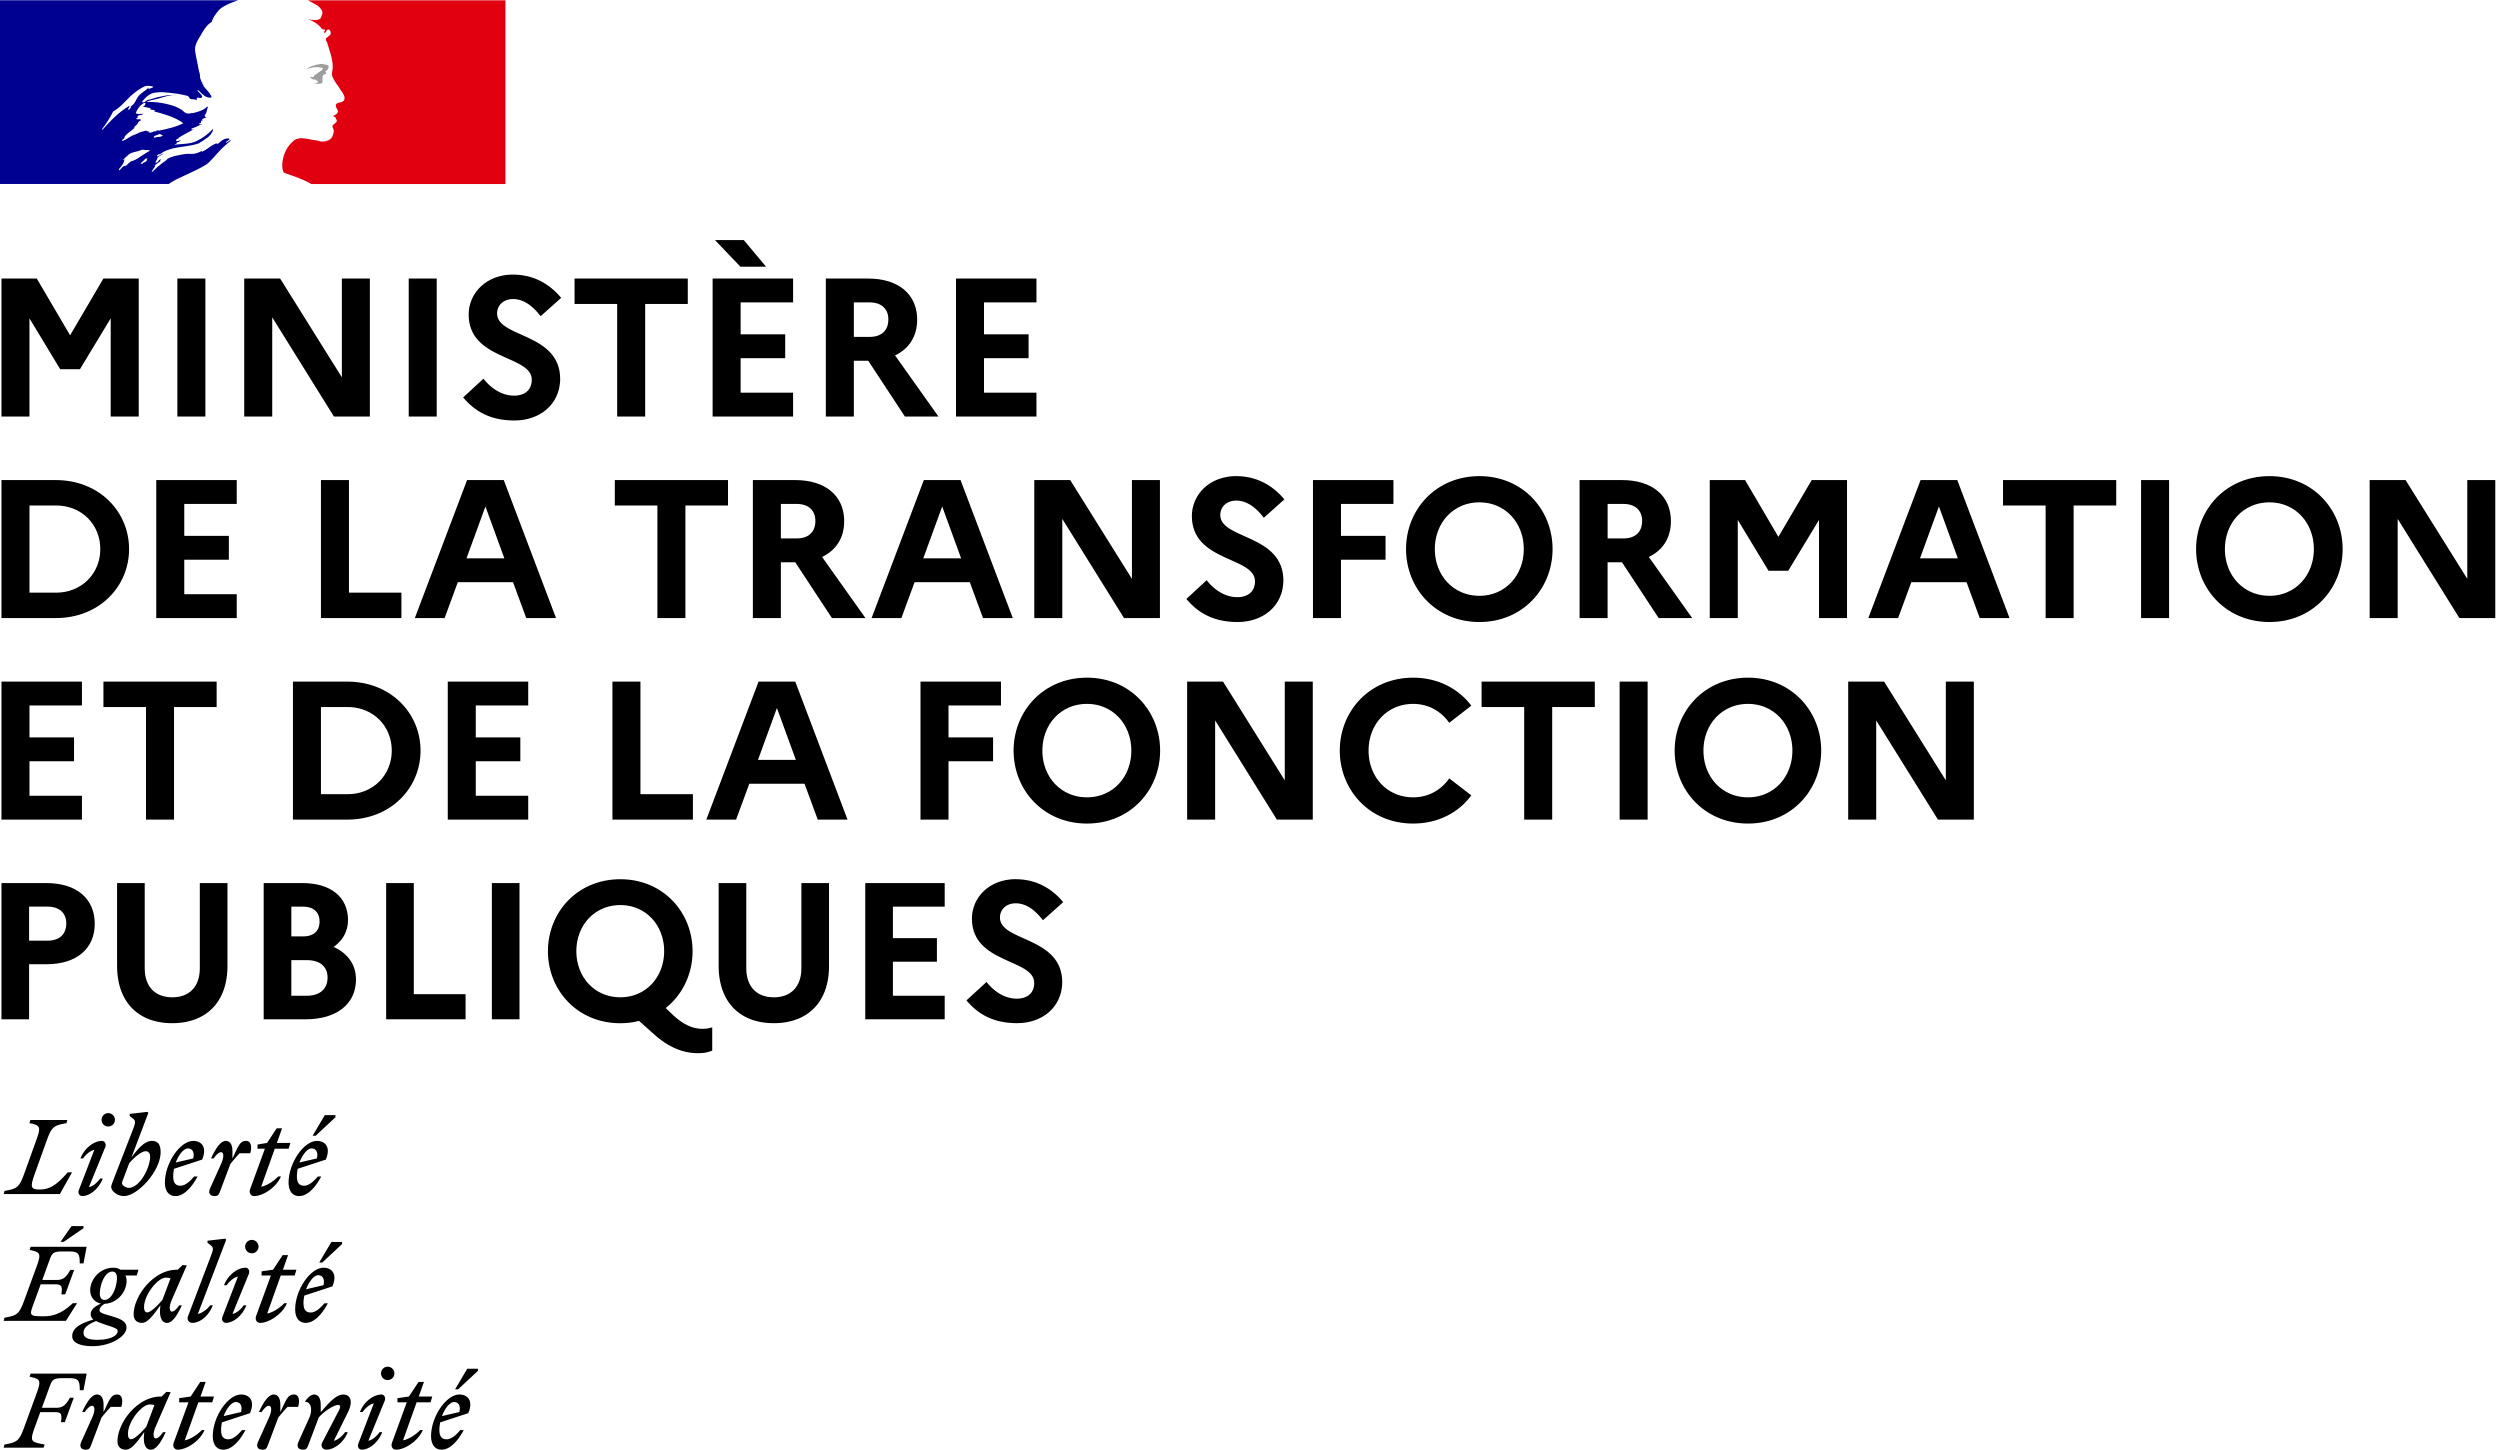 MINISTÈRE
DE LA TRANSFORMATION
ET DE LA FONCTION
PUBLIQUES
Liberté
Égalité
Fraternité